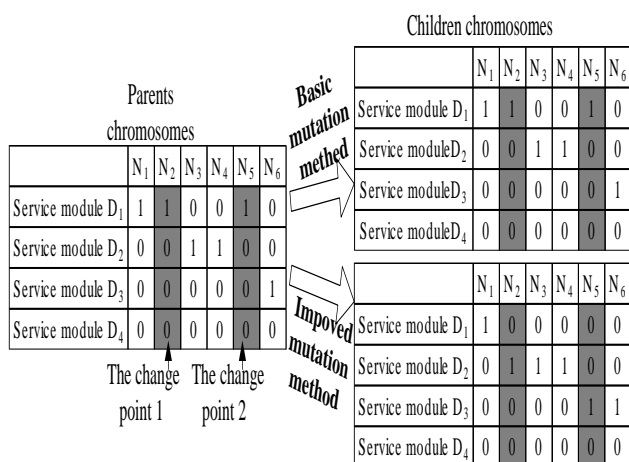 Children chromosomes
N1 N2 N3 N4 N5 N6
Service module D1 1 1 0 0 1 0
Service moduleD2 0 0 1 1 0 0
Service moduleD3 0 0 0 0 0 1
Service moduleD4 0 0 0 0 0 0
Parents
chromosomes
N1 N2 N3 N4 N5 N6
Service module D1 1 1 0 0 1 0
Service module D2 0 0 1 1 0 0
Service module D3 0 0 0 0 0 1
Service module D4 0 0 0 0 0 0
The change
point 1
The change
point 2
Basic
mutation
methed
Impoved
mutation
method
N1 N2 N3 N4 N5 N6
Service module D1 1 0 0 0 0 0
Service module D2 0 1 1 1 0 0
Service module D3 0 0 0 0 1 1
Service module D4 0 0 0 0 0 0